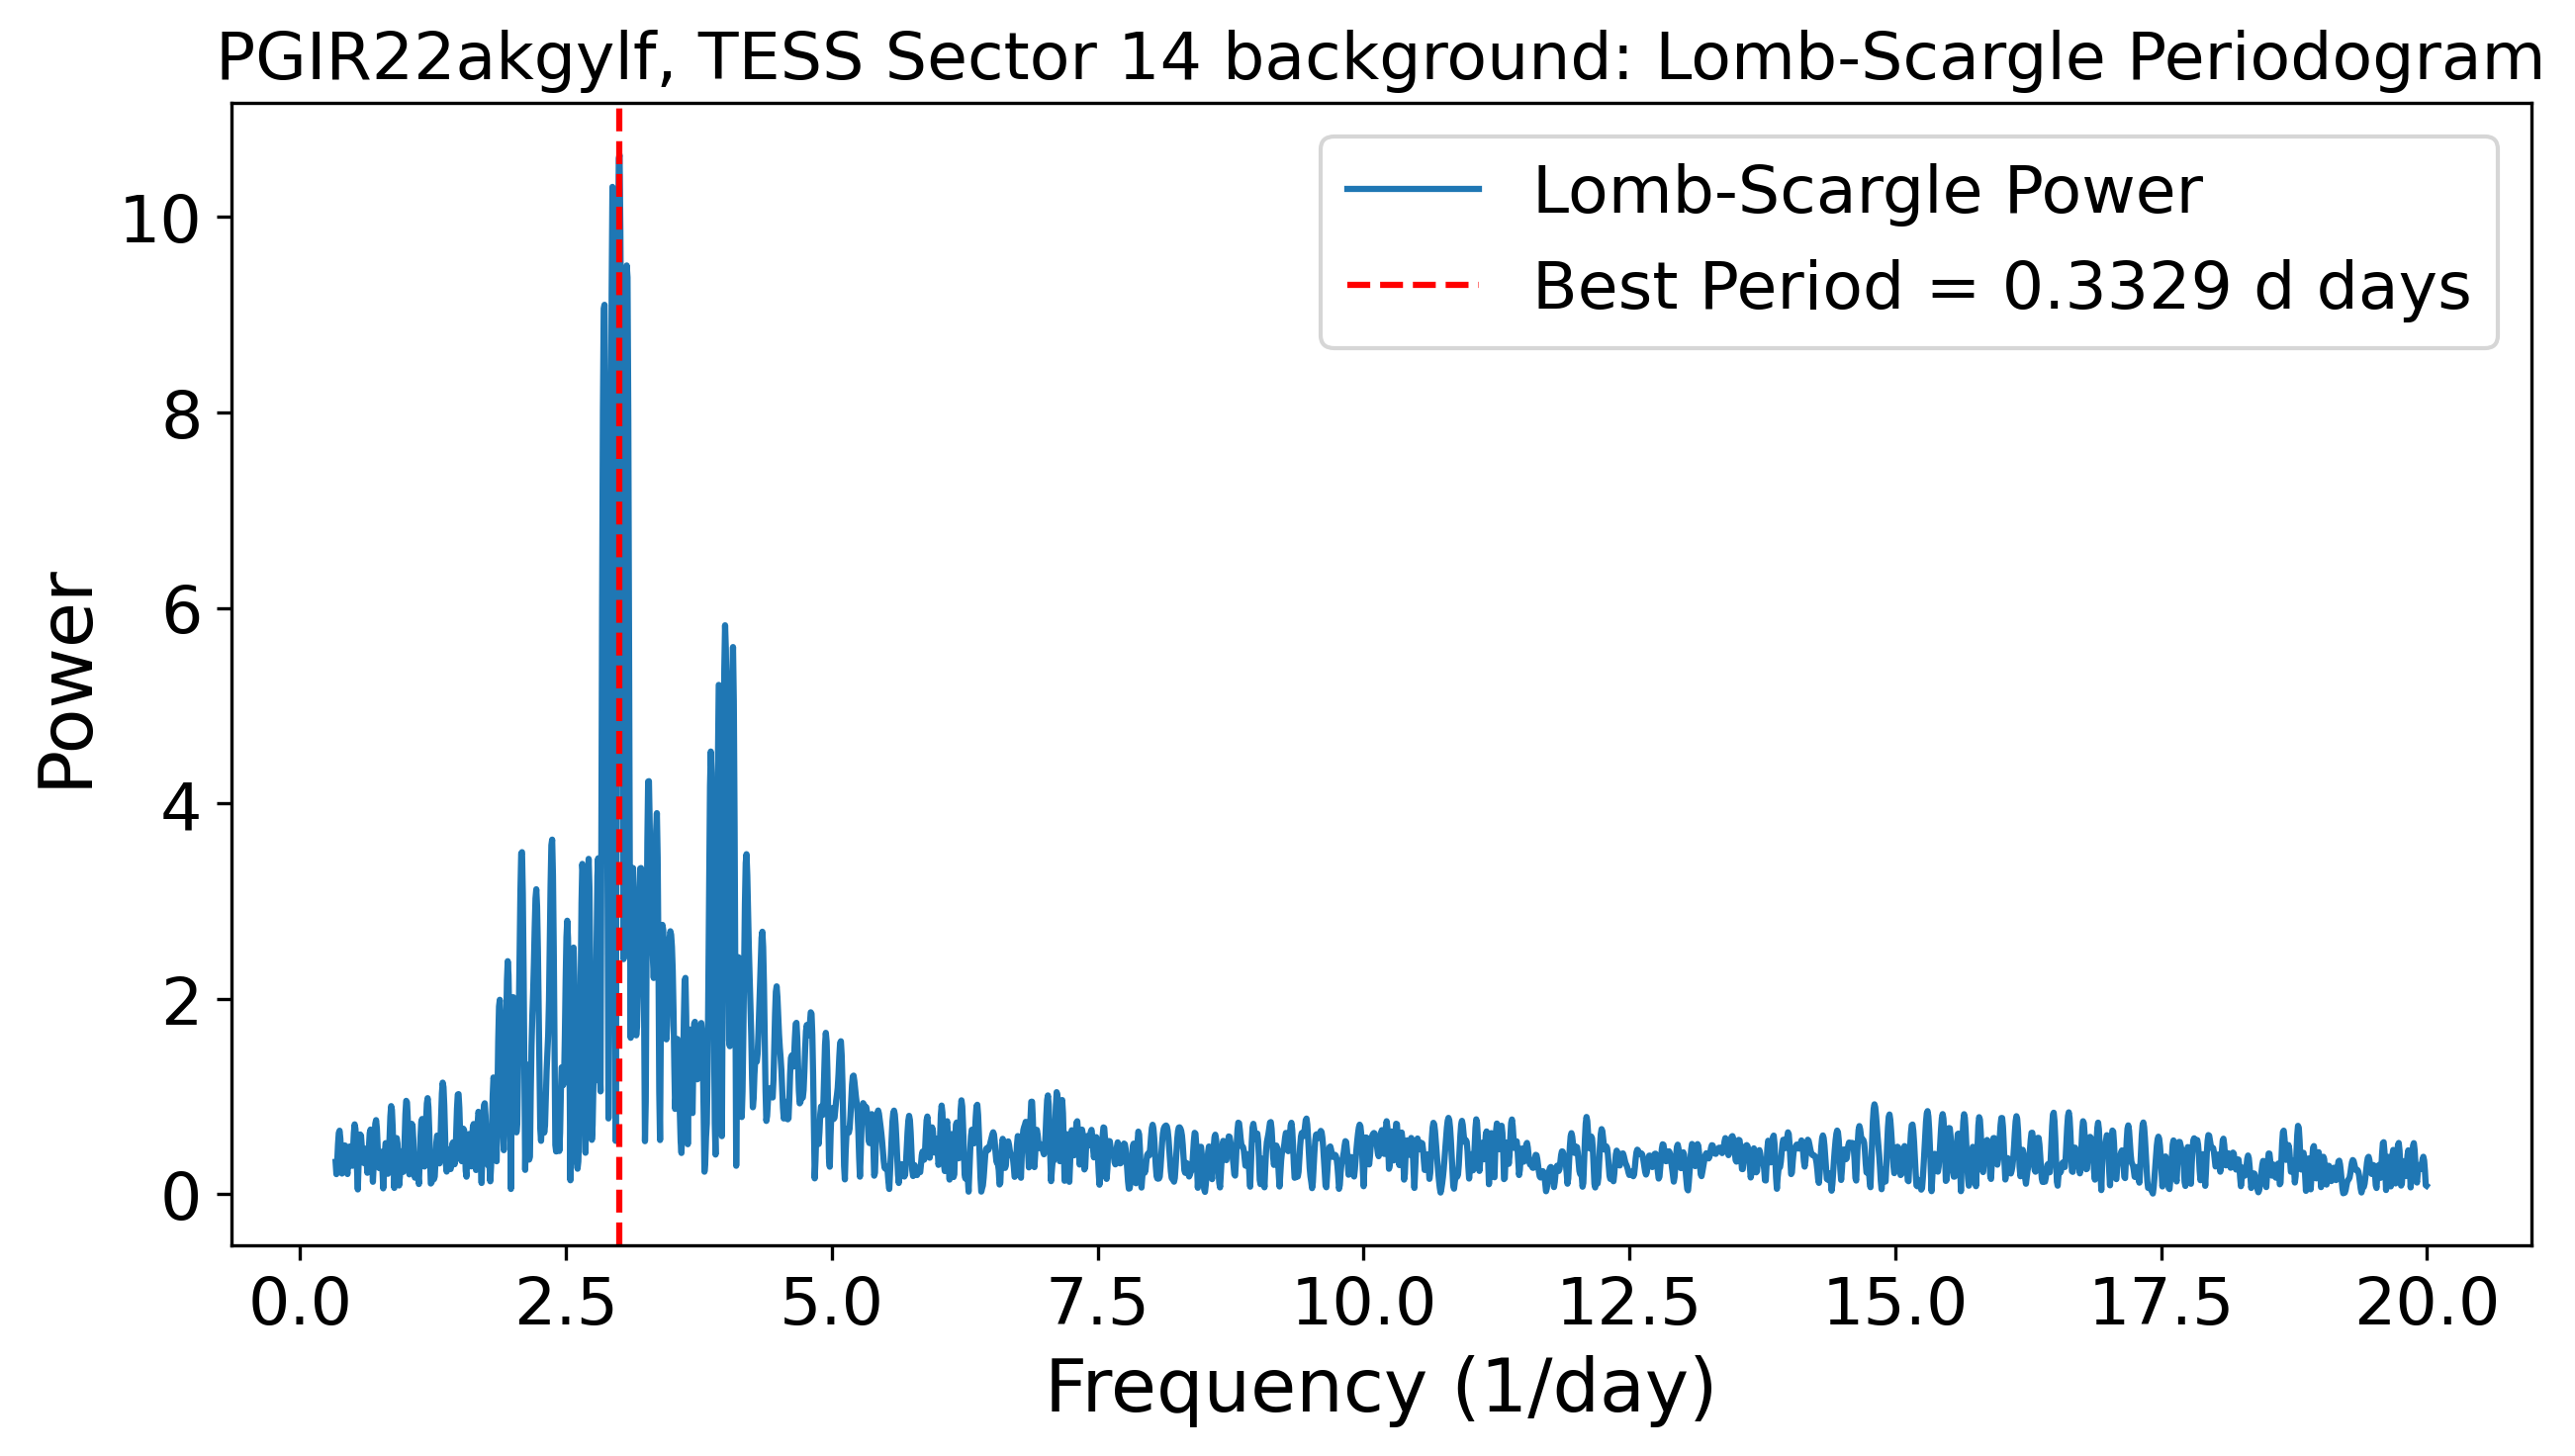 PGIR22akgylf, TESS Sector 14 background: Lomb-Scargle Periodogram
Lomb-Scargle Power
Best Period = 0.3329 d days
Power
10
8
6
4
2
0
0.0 2.5 5.0 7.5 10.0 12.5 15.0 17.5 20.0
Frequency (1/day)